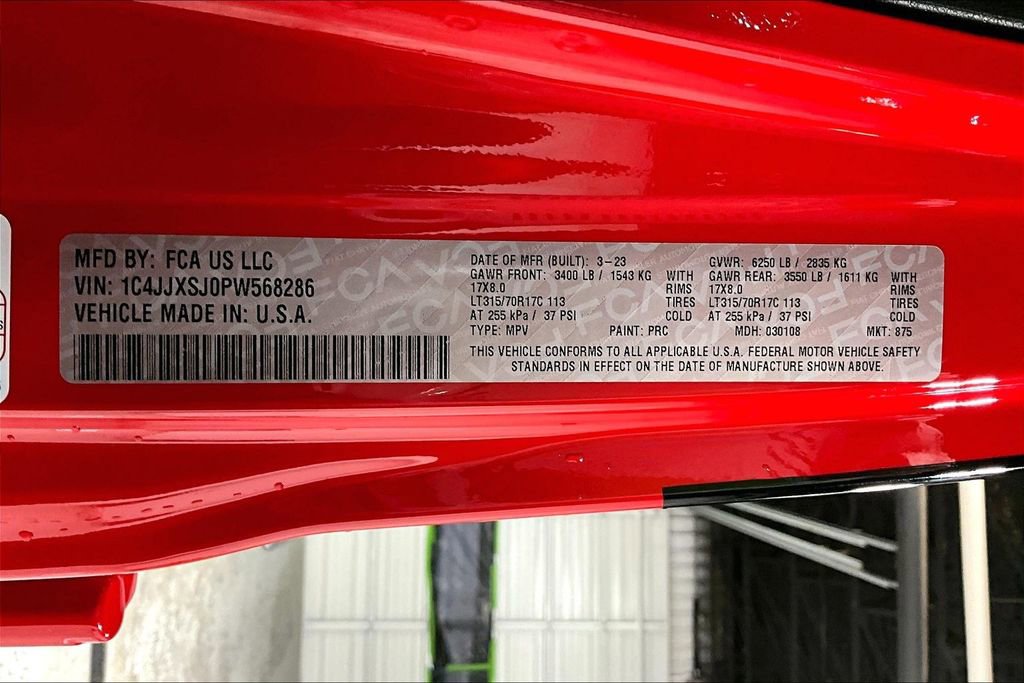 MFD BY: FCA US LLC
VIN: 1C4JJXSJ0PW568286
VEHICLE MADE IN: U.S.A.
DATE OF MFR (BUILT): 3-23
GAWR FRONT: 3400 LB / 1543 KG WITH
17X8.0 RIMS
LT315/70R17C 113 TIRES
AT 255 kPa / 37 PSI COLD
TYPE: MPV PAINT: PRC
GVWR: 6250 LB / 2835 KG
GAWR REAR: 3550 LB / 1611 KG WITH
17X8.0 RIMS
LT315/70R17C 113 TIRES
AT 255 kPa / 37 PSI COLD
MDH: 030108 MKT: 875
THIS VEHICLE CONFORMS TO ALL APPLICABLE U.S.A. FEDERAL MOTOR VEHICLE SAFETY
STANDARDS IN EFFECT ON THE DATE OF MANUFACTURE SHOWN ABOVE.